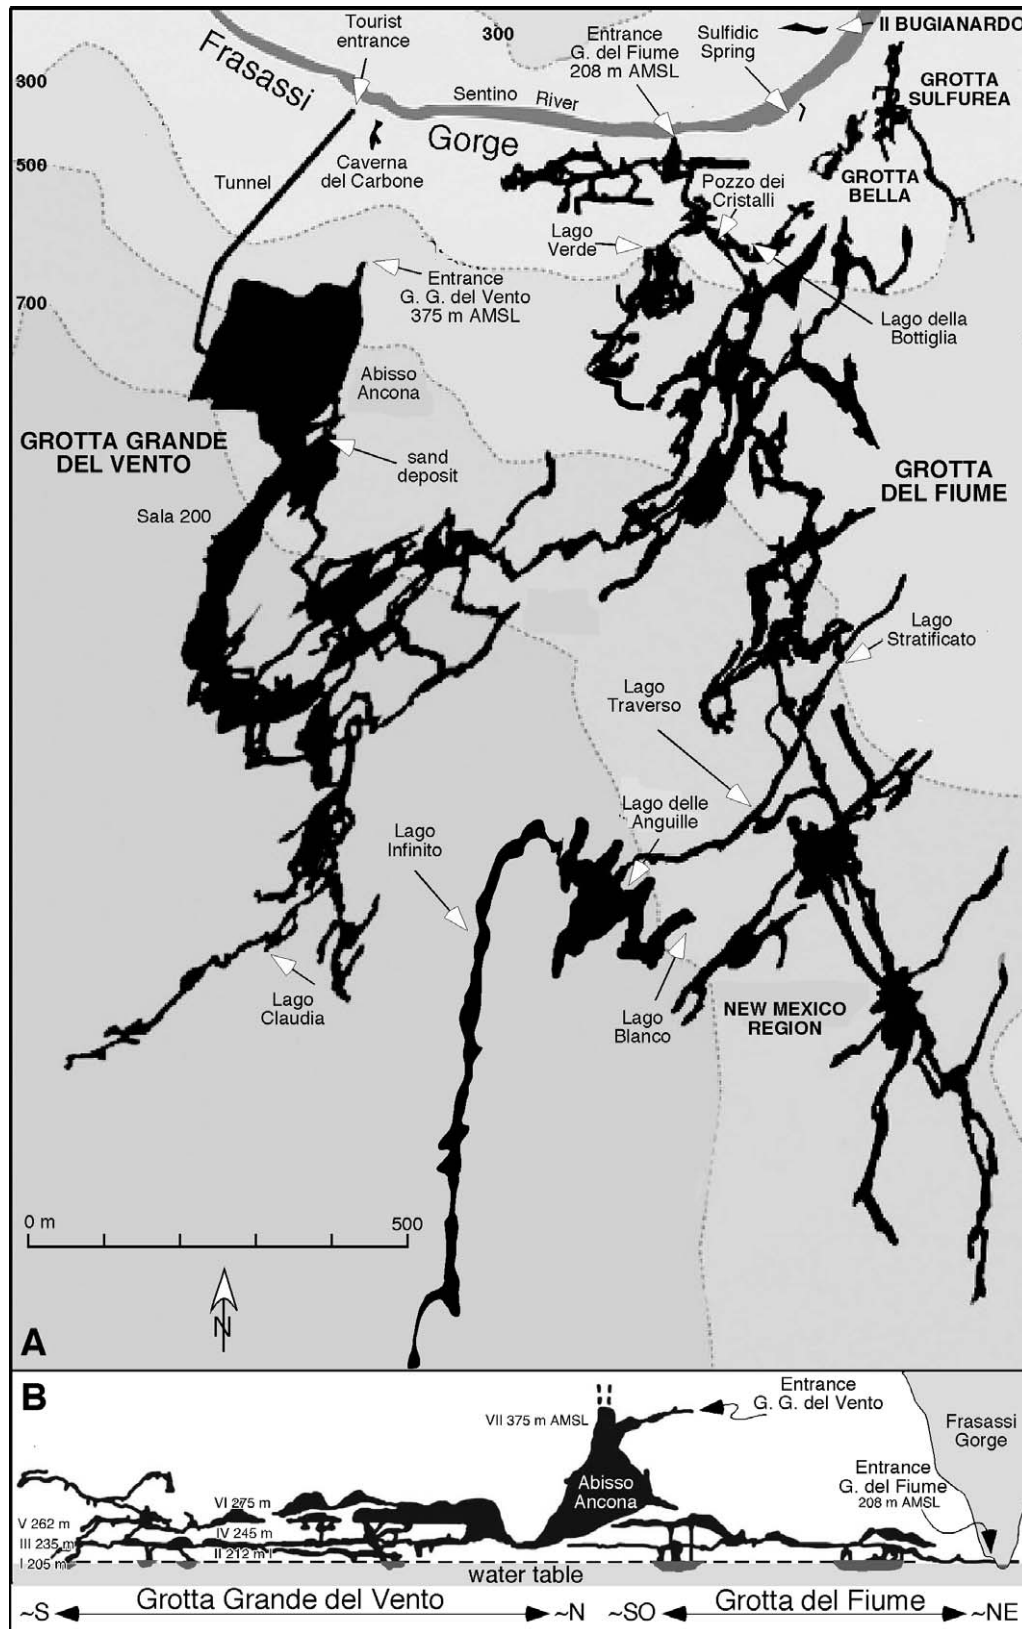 Tourist
entrance
300
Entrance
G. del Fiume
208 m AMSL
Sulfidic
Spring
Il BUGIANARDO
Frasassi
Gorge
Sentino River
300
GROTTA
SULFUREA
Caverna
del Carbone
500
Tunnel
Pozzo dei
Cristalli
GROTTA
BELLA
Lago
Verde
Entrance
G. G. del Vento
375 m AMSL
700
Lago della
Bottiglia
Abisso
Ancona
GROTTA GRANDE
DEL VENTO
sand
deposit
GROTTA
DEL FIUME
Sala 200
Lago
Stratificato
Lago
Traverso
Lago delle
Anguille
Lago
Infinito
Lago
Claudia
Lago
Blanco
NEW MEXICO
REGION
0 m
500
N
A
B
Entrance
G. G. del Vento
VII 375 m AMSL
Frasassi
Gorge
Abisso
Ancona
Entrance
G. del Fiume
208 m AMSL
VI 275 m
V 262 m
IV 245 m
III 235 m
II 212 m
I 205 m
water table
~S
Grotta Grande del Vento
~N
~SO
Grotta del Fiume
~NE